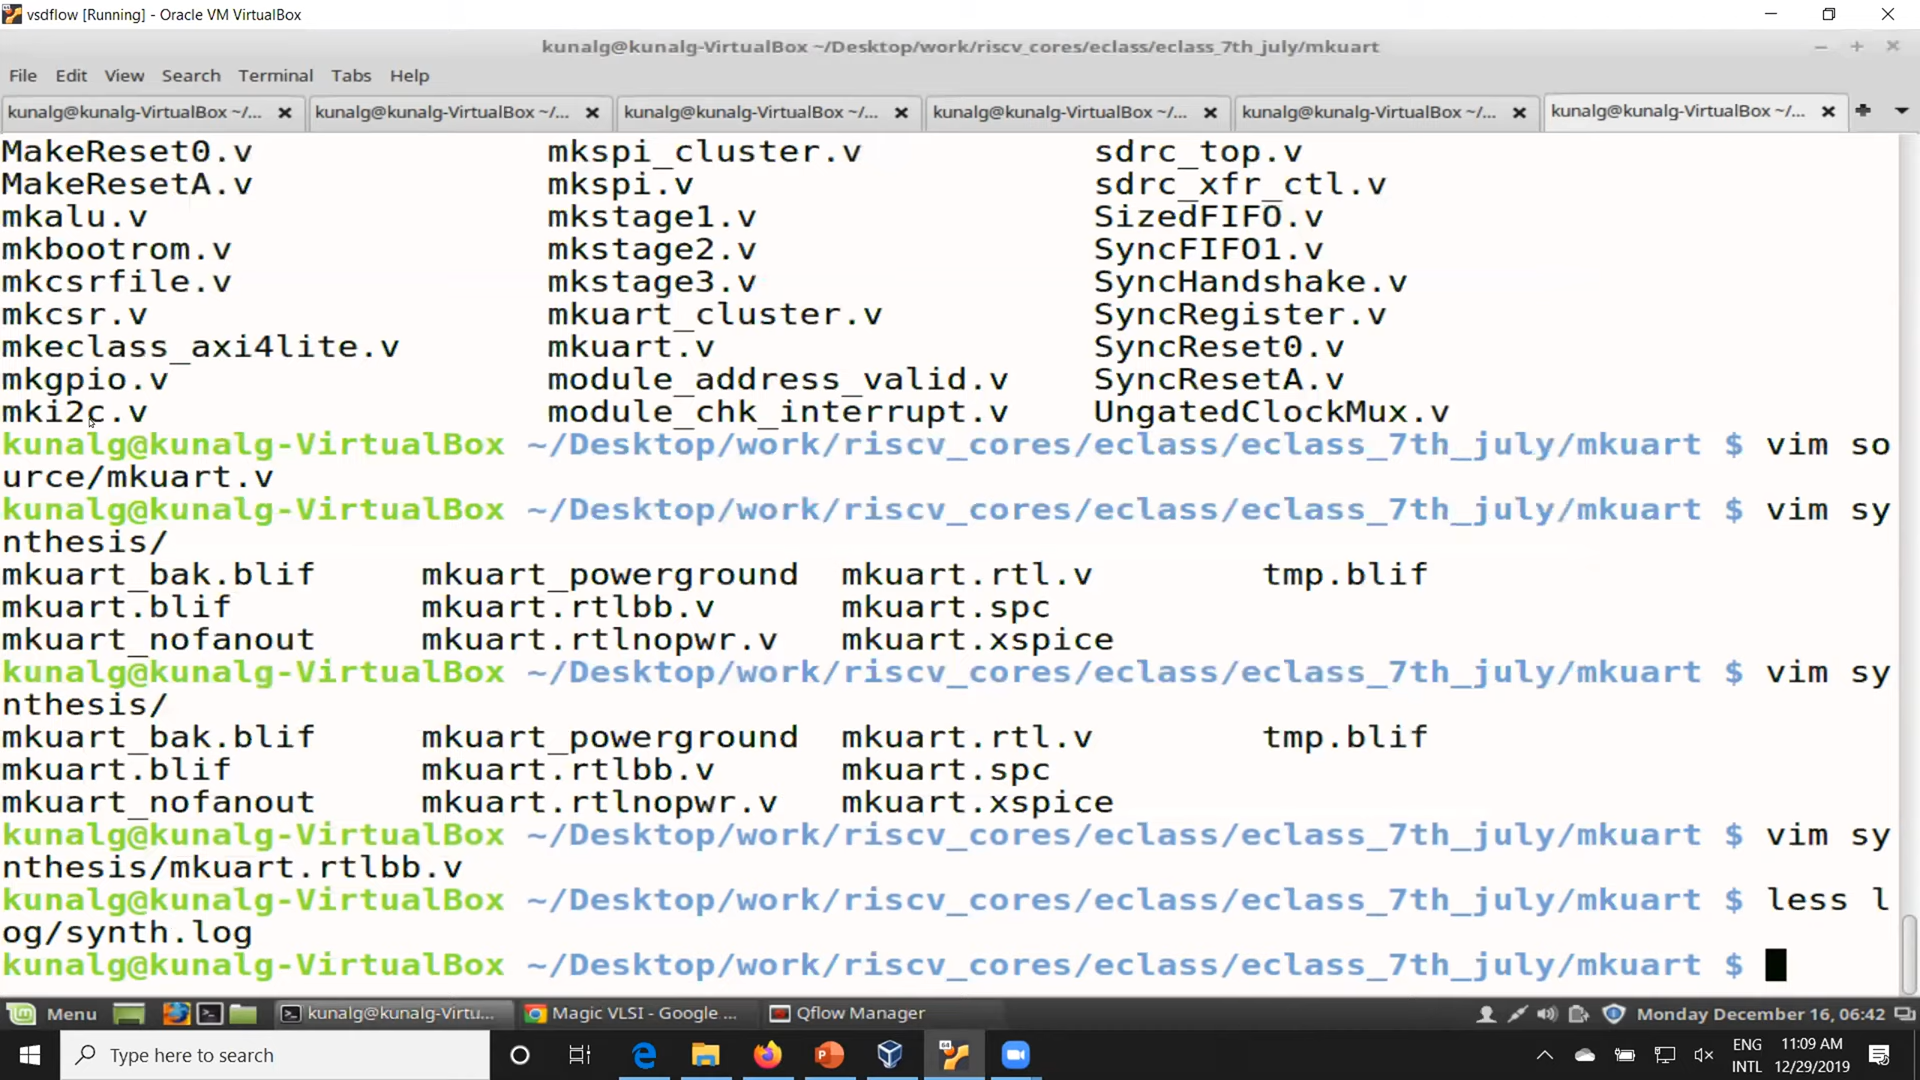 vsdflow [Running] - Oracle VM VirtualBox
kunalg@kunalg-VirtualBox ~/Desktop/work/riscv_cores/eclass/eclass_7th_july/mkuart
File Edit View Search Terminal Tabs Help
kunalg@kunalg-VirtualBox ~/... kunalg@kunalg-VirtualBox ~/... kunalg@kunalg-VirtualBox ~/... kunalg@kunalg-VirtualBox ~/... kunalg@kunalg-VirtualBox ~/... kunalg@kunalg-VirtualBox ~/...
MakeReset0.v mkspi_cluster.v sdrc_top.v
MakeResetA.v mkspi.v sdrc_xfr_ctl.v
mkalu.v mkstage1.v SizedFIFO.v
mkbootrom.v mkstage2.v SyncFIFO1.v
mkcsrfile.v mkstage3.v SyncHandshake.v
mkcsr.v mkuart_cluster.v SyncRegister.v
mkeclass_axi4lite.v mkuart.v SyncReset0.v
mkgpio.v module_address_valid.v SyncResetA.v
mki2c.v module_chk_interrupt.v UngatedClockMux.v
kunalg@kunalg-VirtualBox ~/Desktop/work/riscv_cores/eclass/eclass_7th_july/mkuart $ vim so
urce/mkuart.v
kunalg@kunalg-VirtualBox ~/Desktop/work/riscv_cores/eclass/eclass_7th_july/mkuart $ vim sy
nthesis/
mkuart_bak.blif mkuart_powerground mkuart.rtl.v tmp.blif
mkuart.blif mkuart.rtlbb.v mkuart.spc
mkuart_nofanout mkuart.rtlnopwr.v mkuart.xspice
kunalg@kunalg-VirtualBox ~/Desktop/work/riscv_cores/eclass/eclass_7th_july/mkuart $ vim sy
nthesis/
mkuart_bak.blif mkuart_powerground mkuart.rtl.v tmp.blif
mkuart.blif mkuart.rtlbb.v mkuart.spc
mkuart_nofanout mkuart.rtlnopwr.v mkuart.xspice
kunalg@kunalg-VirtualBox ~/Desktop/work/riscv_cores/eclass/eclass_7th_july/mkuart $ vim sy
nthesis/mkuart.rtlbb.v
kunalg@kunalg-VirtualBox ~/Desktop/work/riscv_cores/eclass/eclass_7th_july/mkuart $ less l
og/synth.log
kunalg@kunalg-VirtualBox ~/Desktop/work/riscv_cores/eclass/eclass_7th_july/mkuart $
Menu kunalg@kunalg-Virtu... Magic VLSI - Google ... Qflow Manager Monday December 16, 06:42
Type here to search
ENG 11:09 AM
INTL 12/29/2019